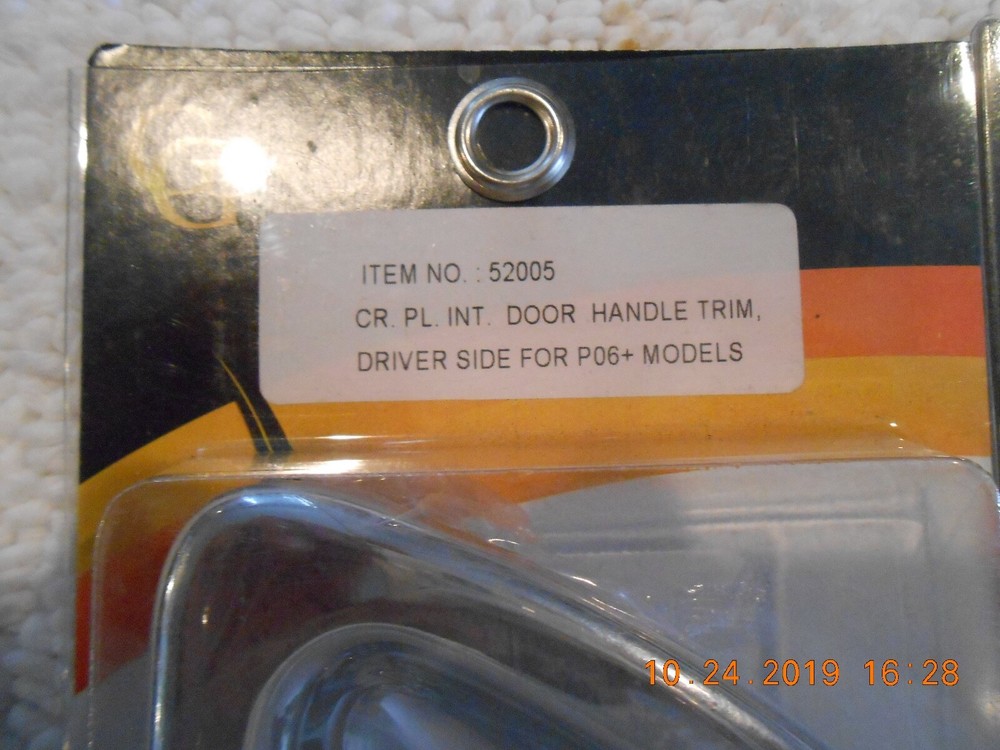 ITEM NO. : 52005
CR. PL. INT. DOOR HANDLE TRIM,
DRIVER SIDE FOR P06+ MODELS
10.24.2019 16:28